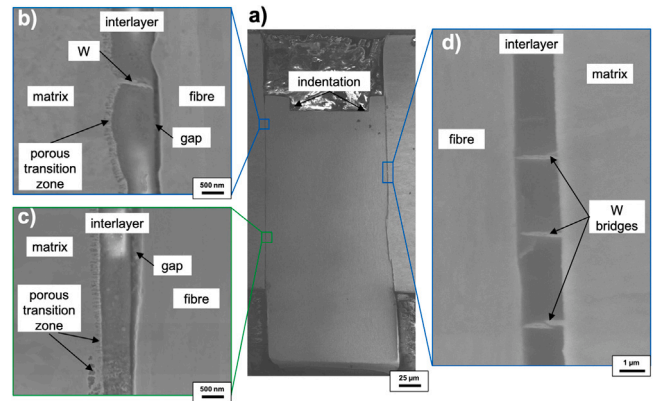 b)
interlayer
W
matrix
fibre
gap
porous
transition
zone
500 nm
c)
interlayer
matrix
gap
fibre
porous
transition
zone
500 nm
a)
indentation
25 µm
d)
interlayer
matrix
fibre
W
bridges
1 µm